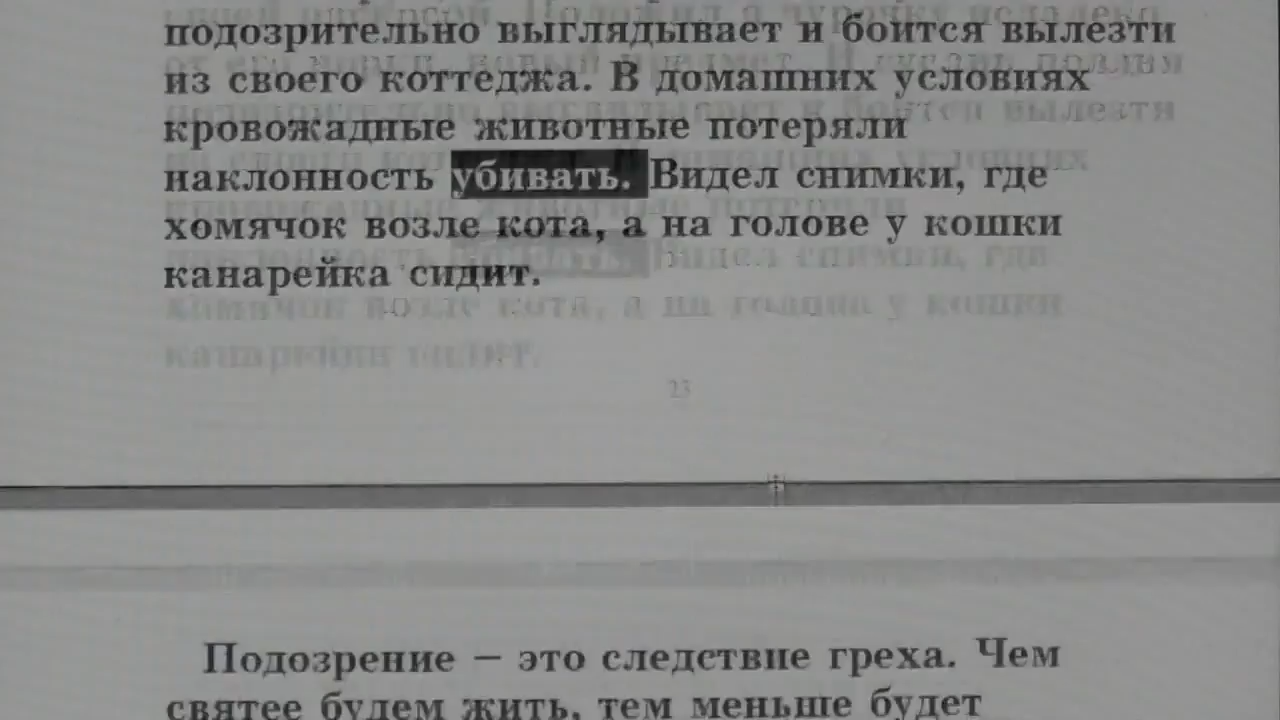 подозрительно выглядывает и боится вылезти
из своего коттеджа. В домашних условиях
кровожадные животные потеряли
наклонность убивать. Видел снимки, где
хомячок возле кота, а на голове у кошки
канарейка сидит.
23
Подозрение – это следствие греха. Чем
святее будем жить, тем меньше будет